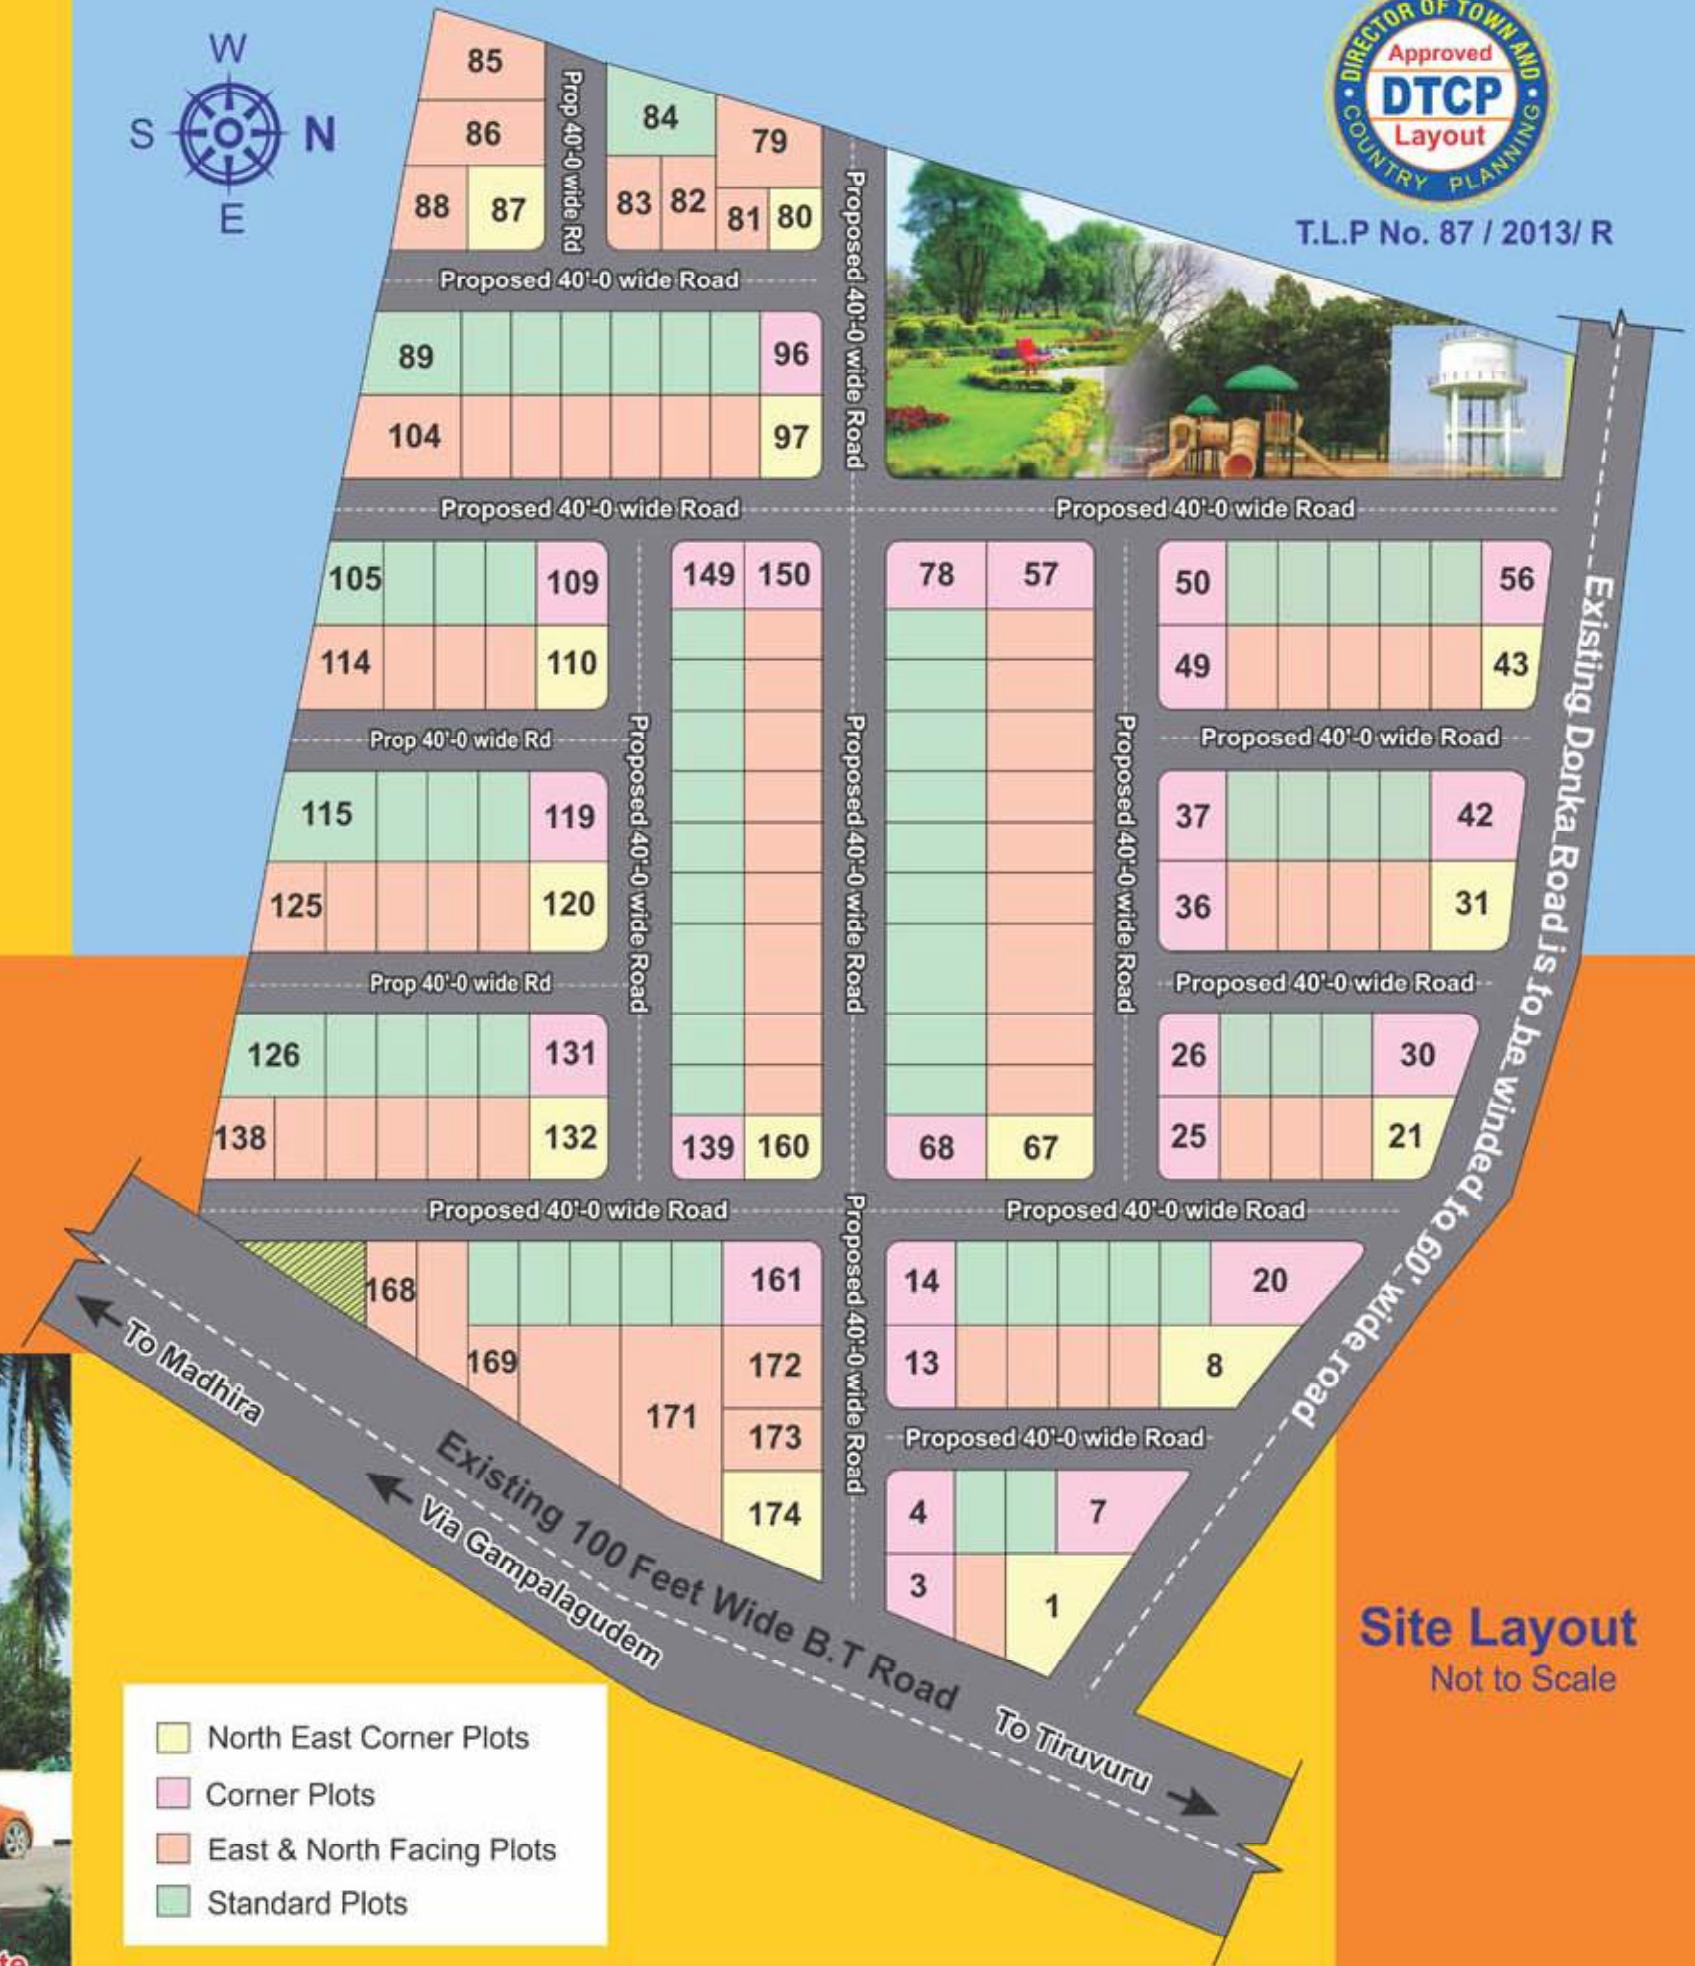 W
S N
E
DIRECTOR OF TOWN AND
COUNTRY PLANNING
Approved
DTCP
Layout
T.L.P No. 87 / 2013/ R
85
86
88 87
Prop 40'-0 wide Rd
84
79
83 82
81 80
Proposed 40'-0 wide Road
Proposed 40'-0 wide Road
89 96
104 97
Proposed 40'-0 wide Road
Proposed 40'-0 wide Road
105 109
114 110
149 150
78 57
50 56
49 43
Prop 40'-0 wide Rd
Proposed 40'-0 wide Road
Proposed 40'-0 wide Road
Proposed 40'-0 wide Road
Proposed 40'-0 wide Road
Existing Donka Road is to be winded to 60' wide road
115 119
125 120
37 42
36 31
Prop 40'-0 wide Rd
Proposed 40'-0 wide Road
126 131
138 132
139 160
68 67
26 30
25 21
Proposed 40'-0 wide Road
Proposed 40'-0 wide Road
Proposed 40'-0 wide Road
168
161
169
171
172
173
174
14 20
13 8
Proposed 40'-0 wide Road
4 7
3 1
To Madhira
Existing 100 Feet Wide B.T Road
Via Gampalagudem
To Tiruvuru
Site Layout
Not to Scale
North East Corner Plots
Corner Plots
East & North Facing Plots
Standard Plots